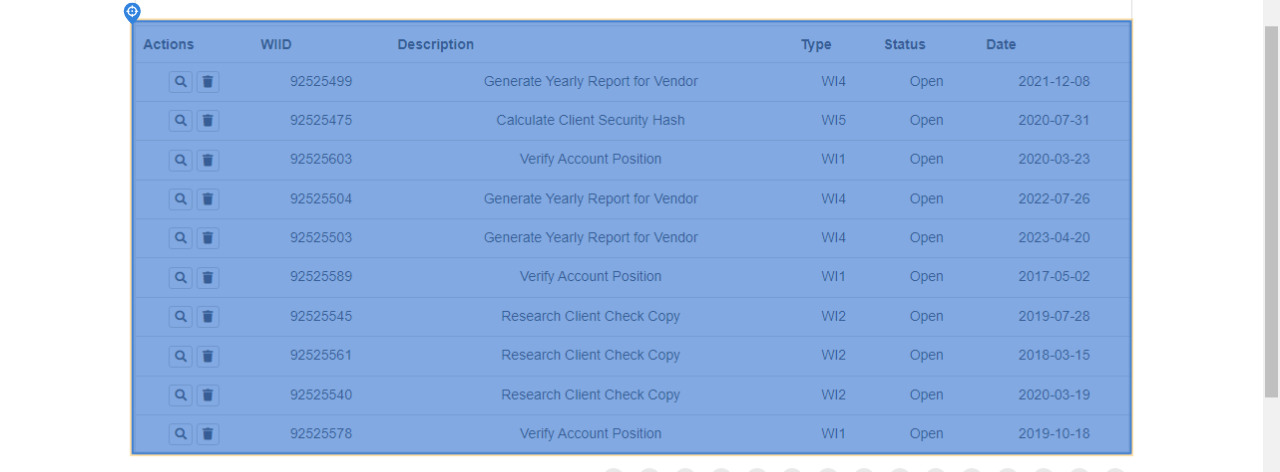 Actions WIID Description Type Status Date
92525499 Generate Yearly Report for Vendor WI4 Open 2021-12-08
92525475 Calculate Client Security Hash WI5 Open 2020-07-31
92525603 Verify Account Position WI1 Open 2020-03-23
92525504 Generate Yearly Report for Vendor WI4 Open 2022-07-26
92525503 Generate Yearly Report for Vendor WI4 Open 2023-04-20
92525589 Verify Account Position WI1 Open 2017-05-02
92525545 Research Client Check Copy WI2 Open 2019-07-28
92525561 Research Client Check Copy WI2 Open 2018-03-15
92525540 Research Client Check Copy WI2 Open 2020-03-19
92525578 Verify Account Position WI1 Open 2019-10-18